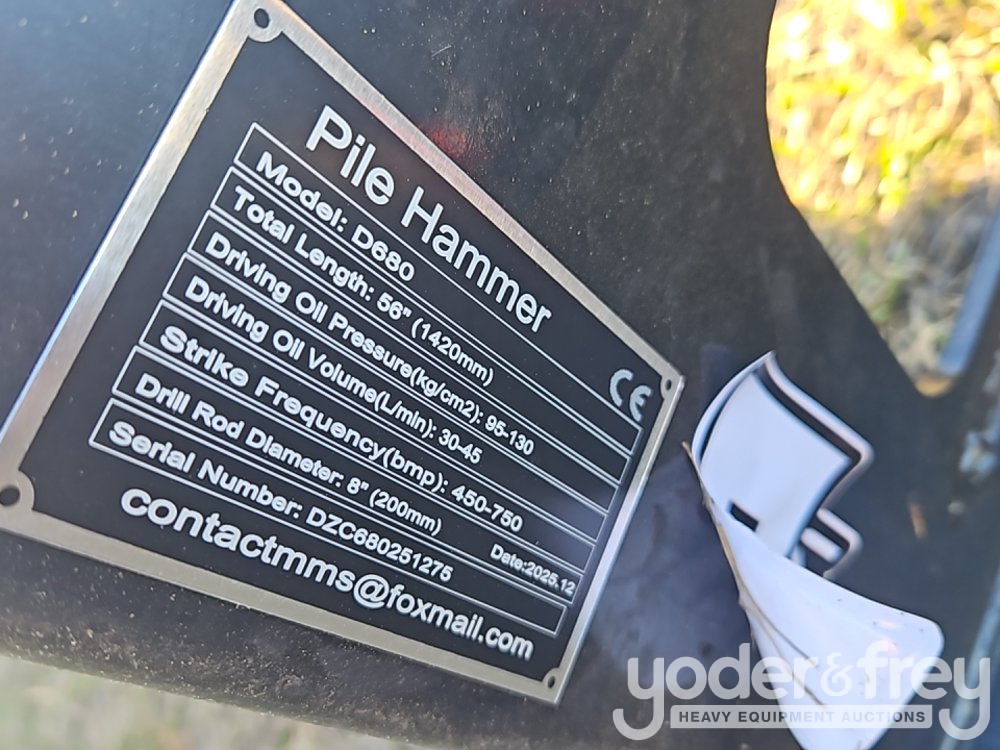 Pile Hammer
CE
Model: D680
Total Length: 56" (1420mm)
Driving Oil Pressure(kg/cm2): 95-130
Driving Oil Volume(L/min): 30-45
Strike Frequency(bmp): 450-750
Drill Rod Diameter: 8" (200mm)
Date:2025.12
Serial Number: DZC680251275
contactmms@foxmail.com
yoder&frey
HEAVY EQUIPMENT AUCTIONS